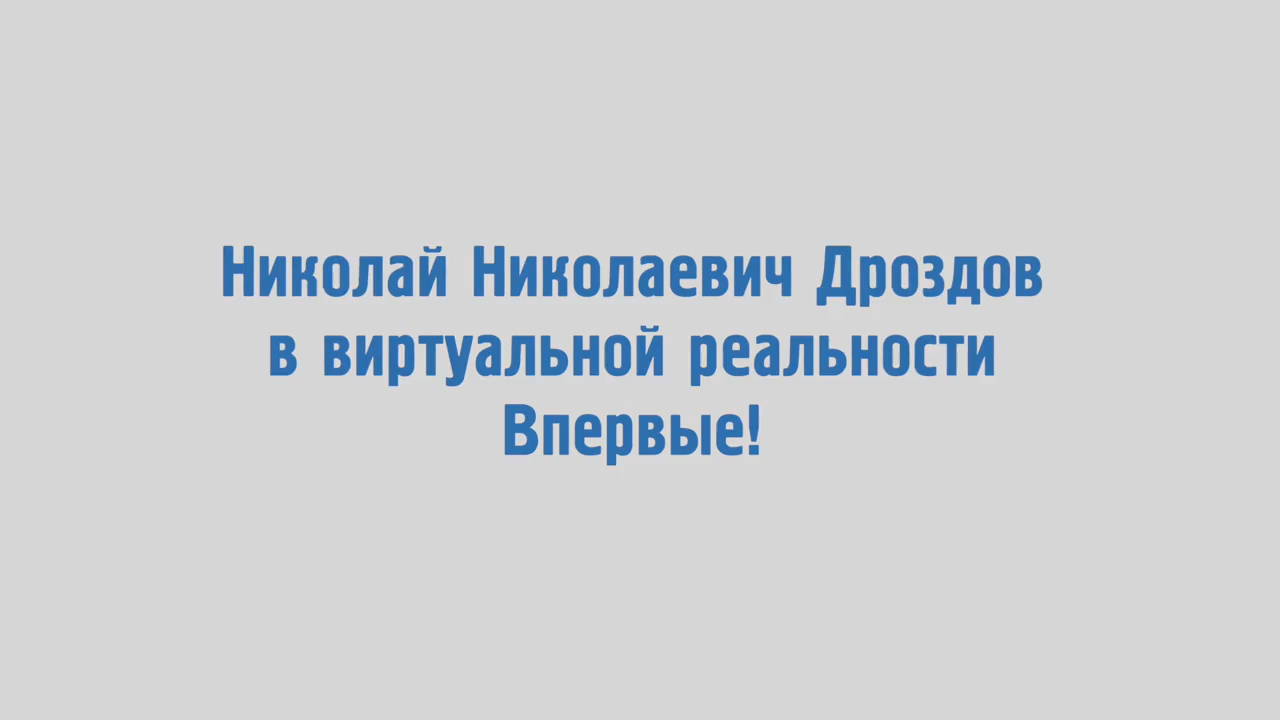 Николай Николаевич Дроздов
в виртуальной реальности
Впервые!